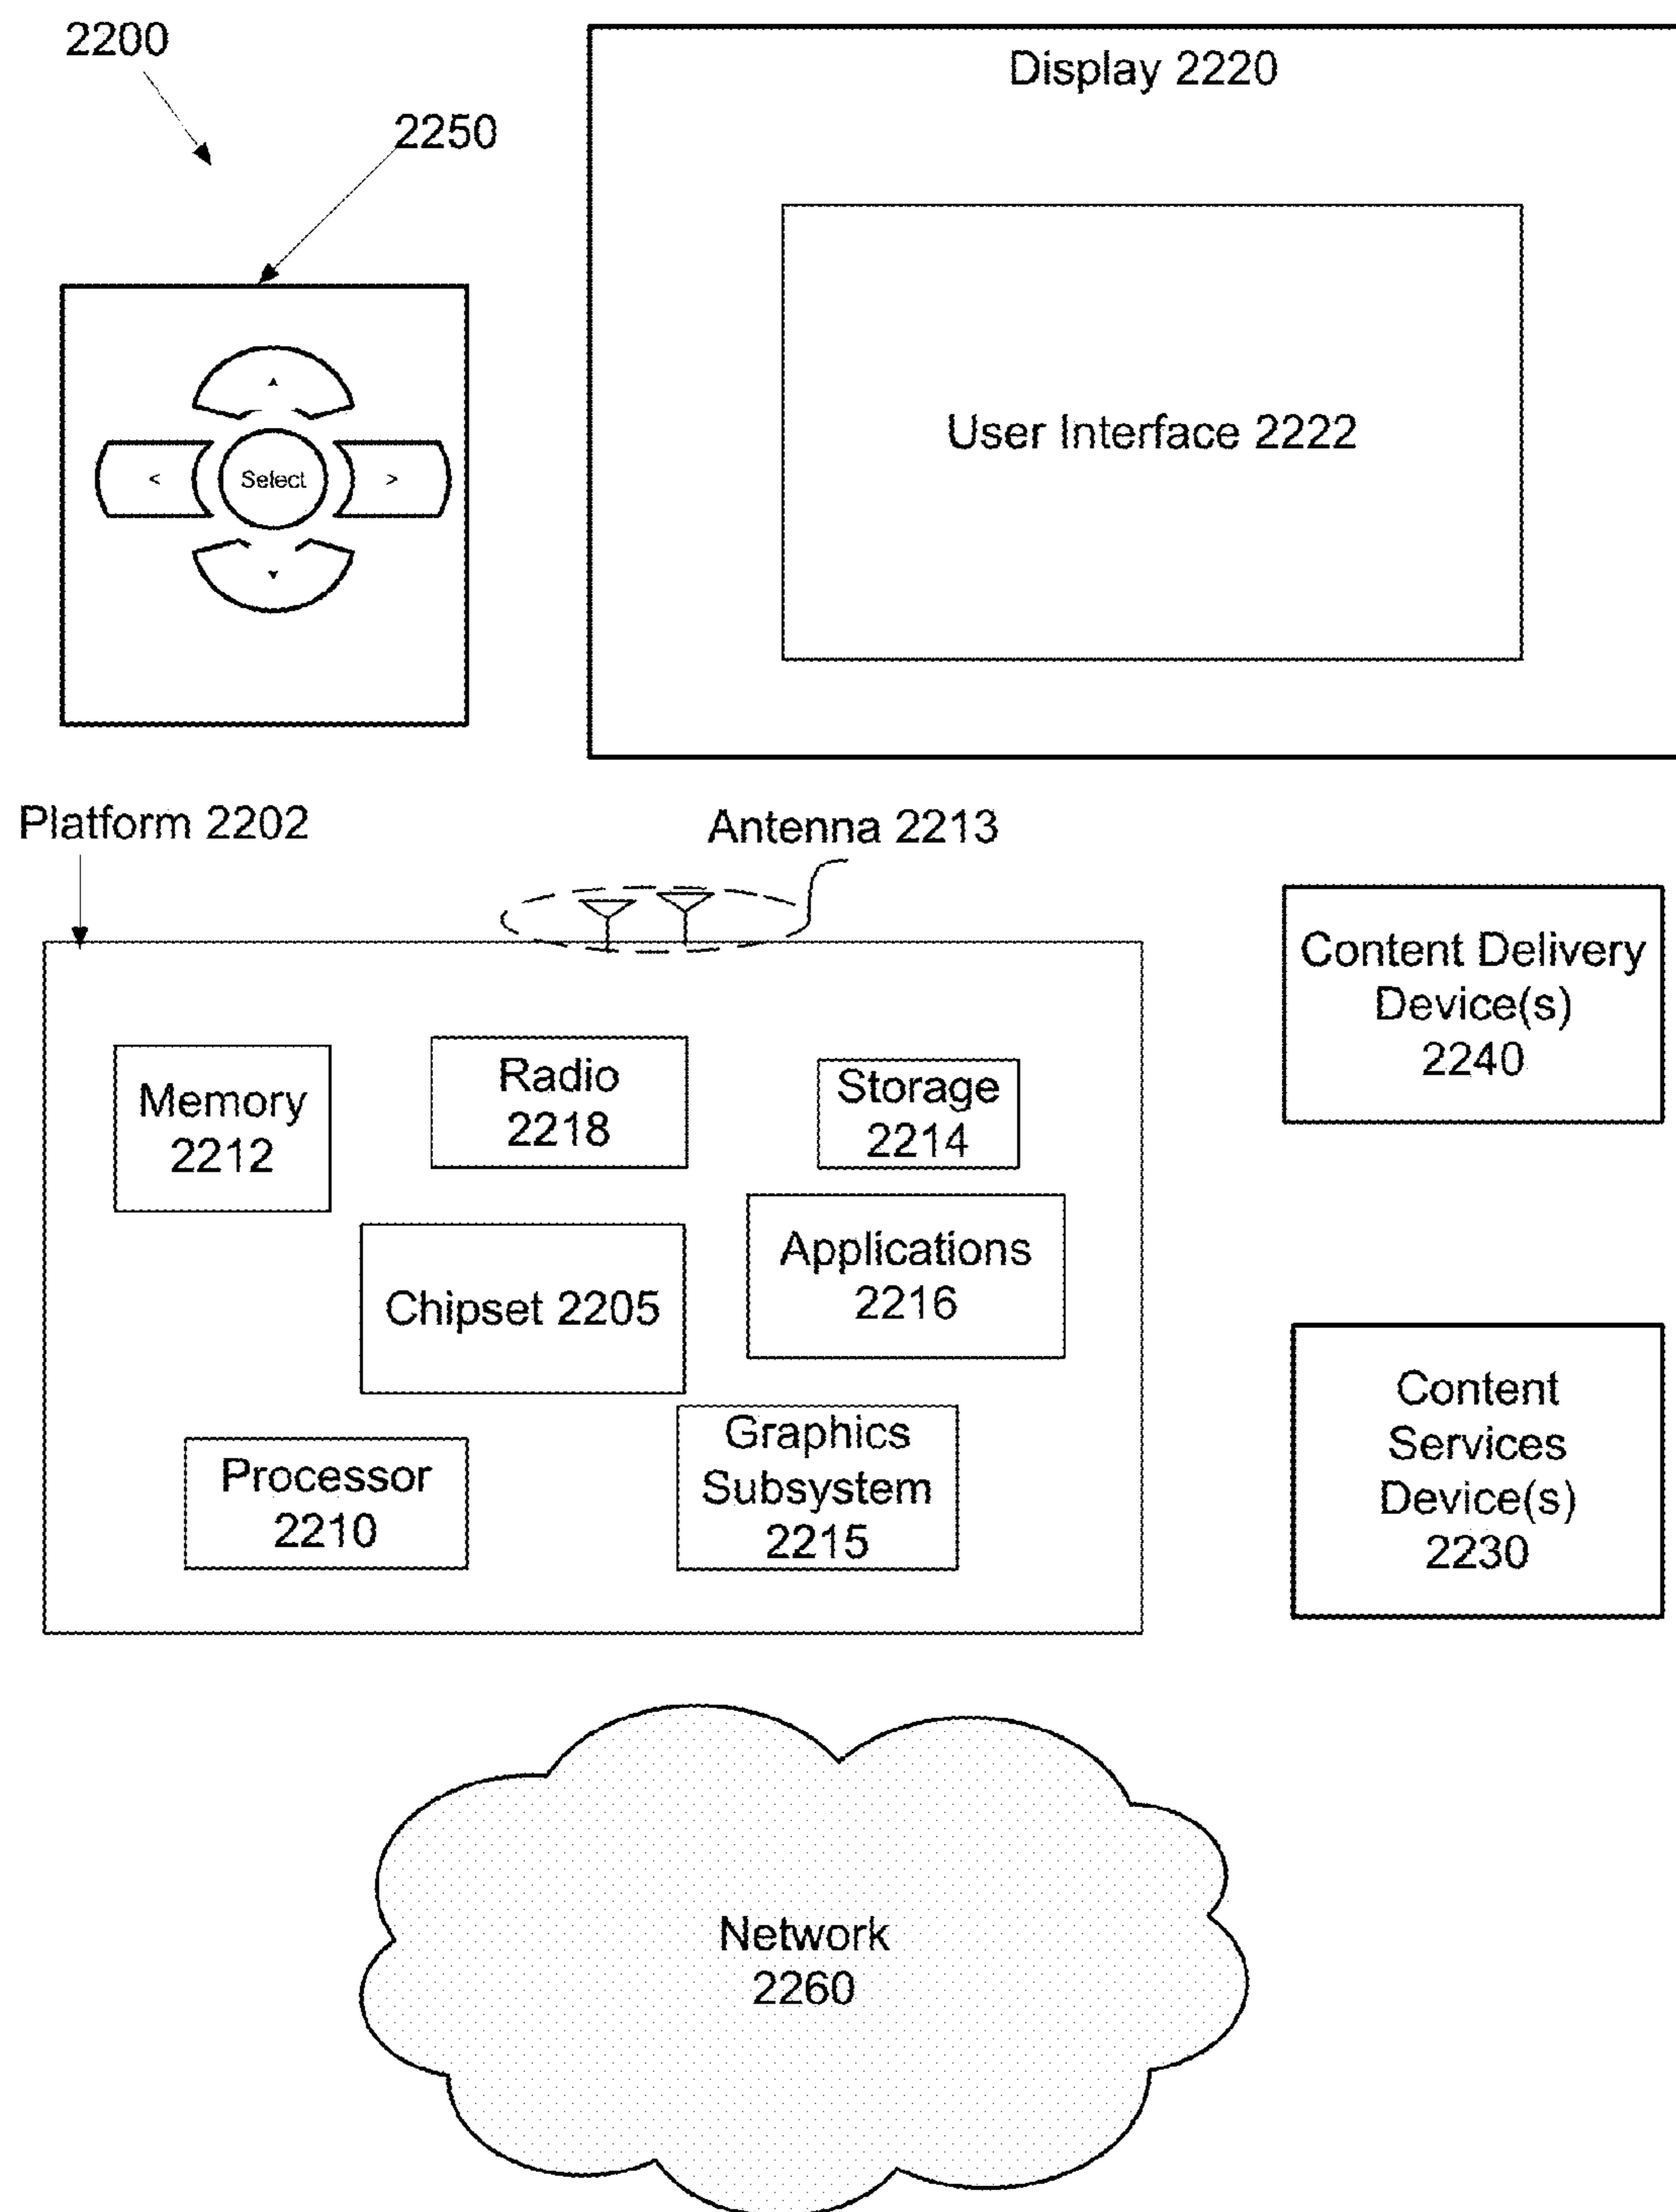 2200
2250
Display 2220
User Interface 2222
<
Select
>
Platform 2202
Antenna 2213
Memory
2212
Radio
2218
Storage
2214
Chipset 2205
Applications
2216
Processor
2210
Graphics
Subsystem
2215
Content Delivery
Device(s)
2240
Content
Services
Device(s)
2230
Network
2260